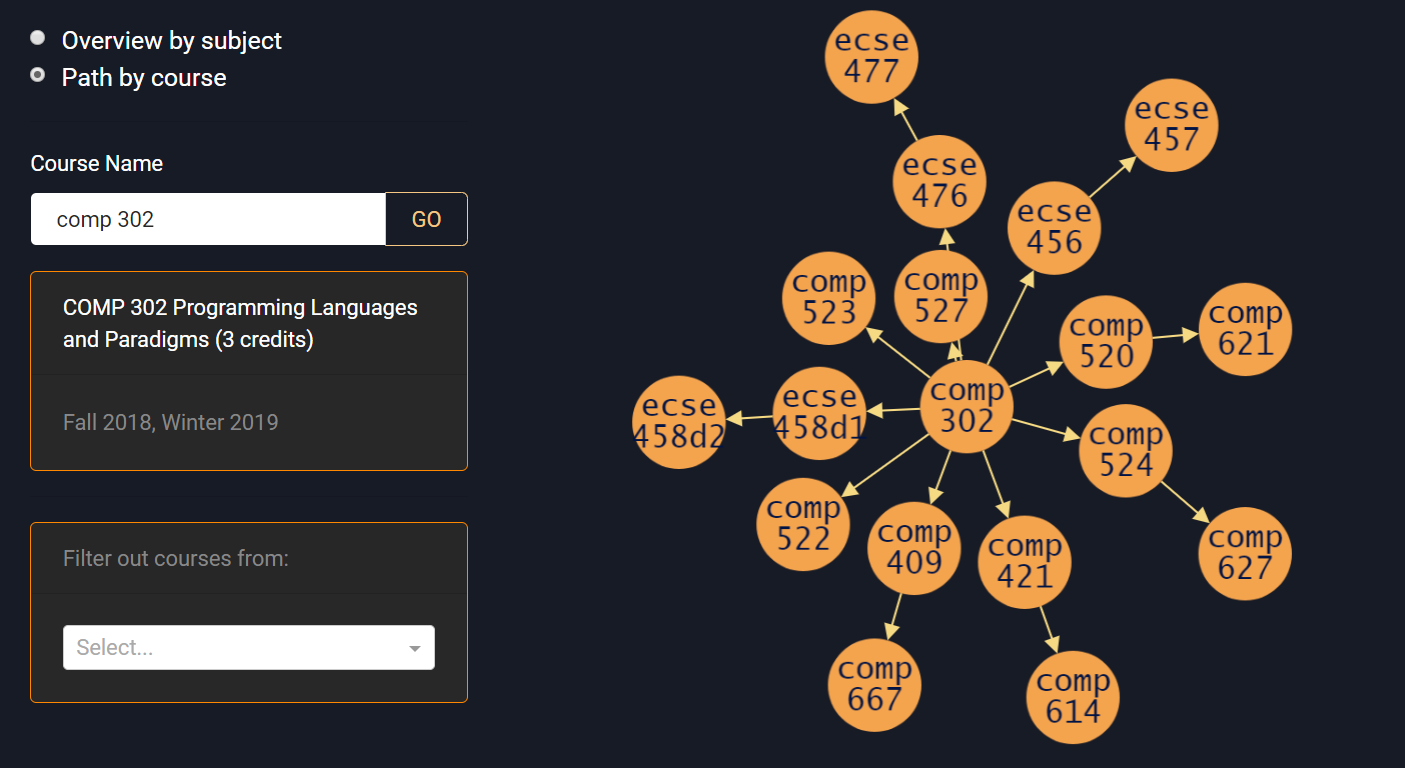 Overview by subject
Path by course
Course Name
comp 302
GO
COMP 302 Programming Languages
and Paradigms (3 credits)
Fall 2018, Winter 2019
Filter out courses from:
Select...
ecse
477
ecse
457
ecse
476
ecse
456
comp
523
comp
527
comp
520
comp
621
ecse
458d2
ecse
458d1
comp
302
comp
524
comp
522
comp
409
comp
421
comp
627
comp
667
comp
614